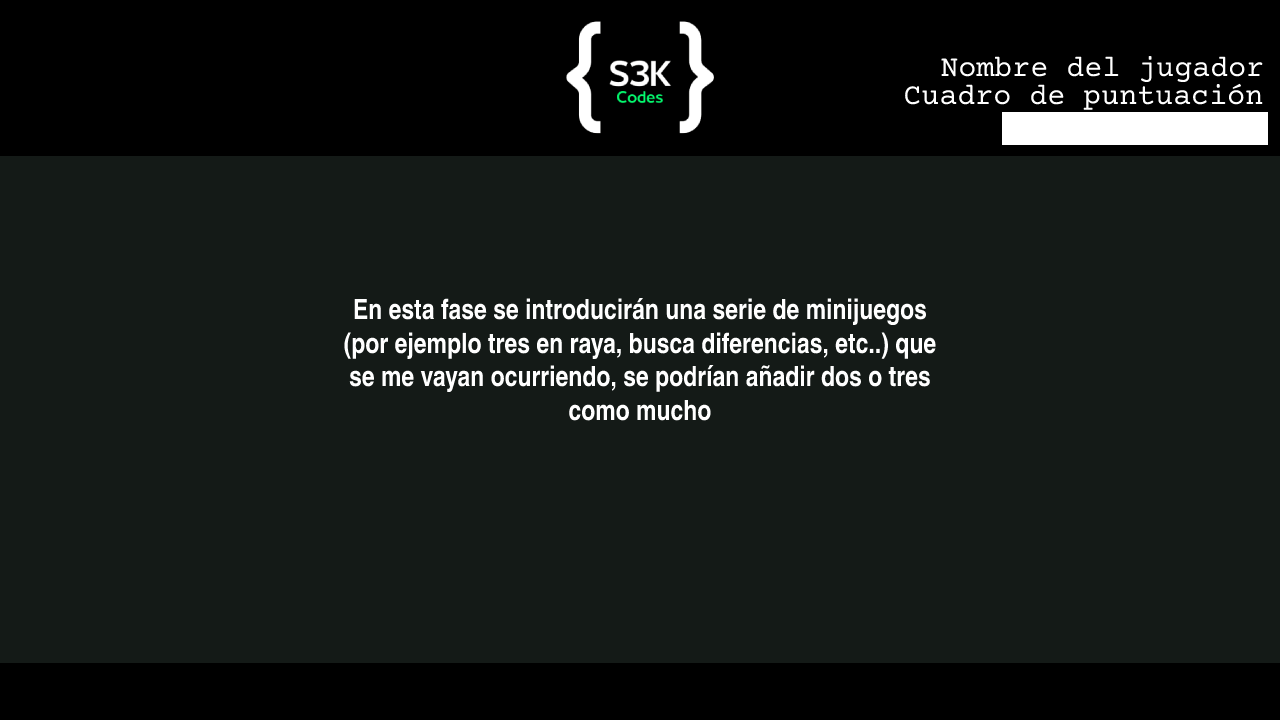 S3K
Codes
Nombre del jugador
Cuadro de puntuación
En esta fase se introducirán una serie de minijuegos
(por ejemplo tres en raya, busca diferencias, etc..) que
se me vayan ocurriendo, se podrían añadir dos o tres
como mucho